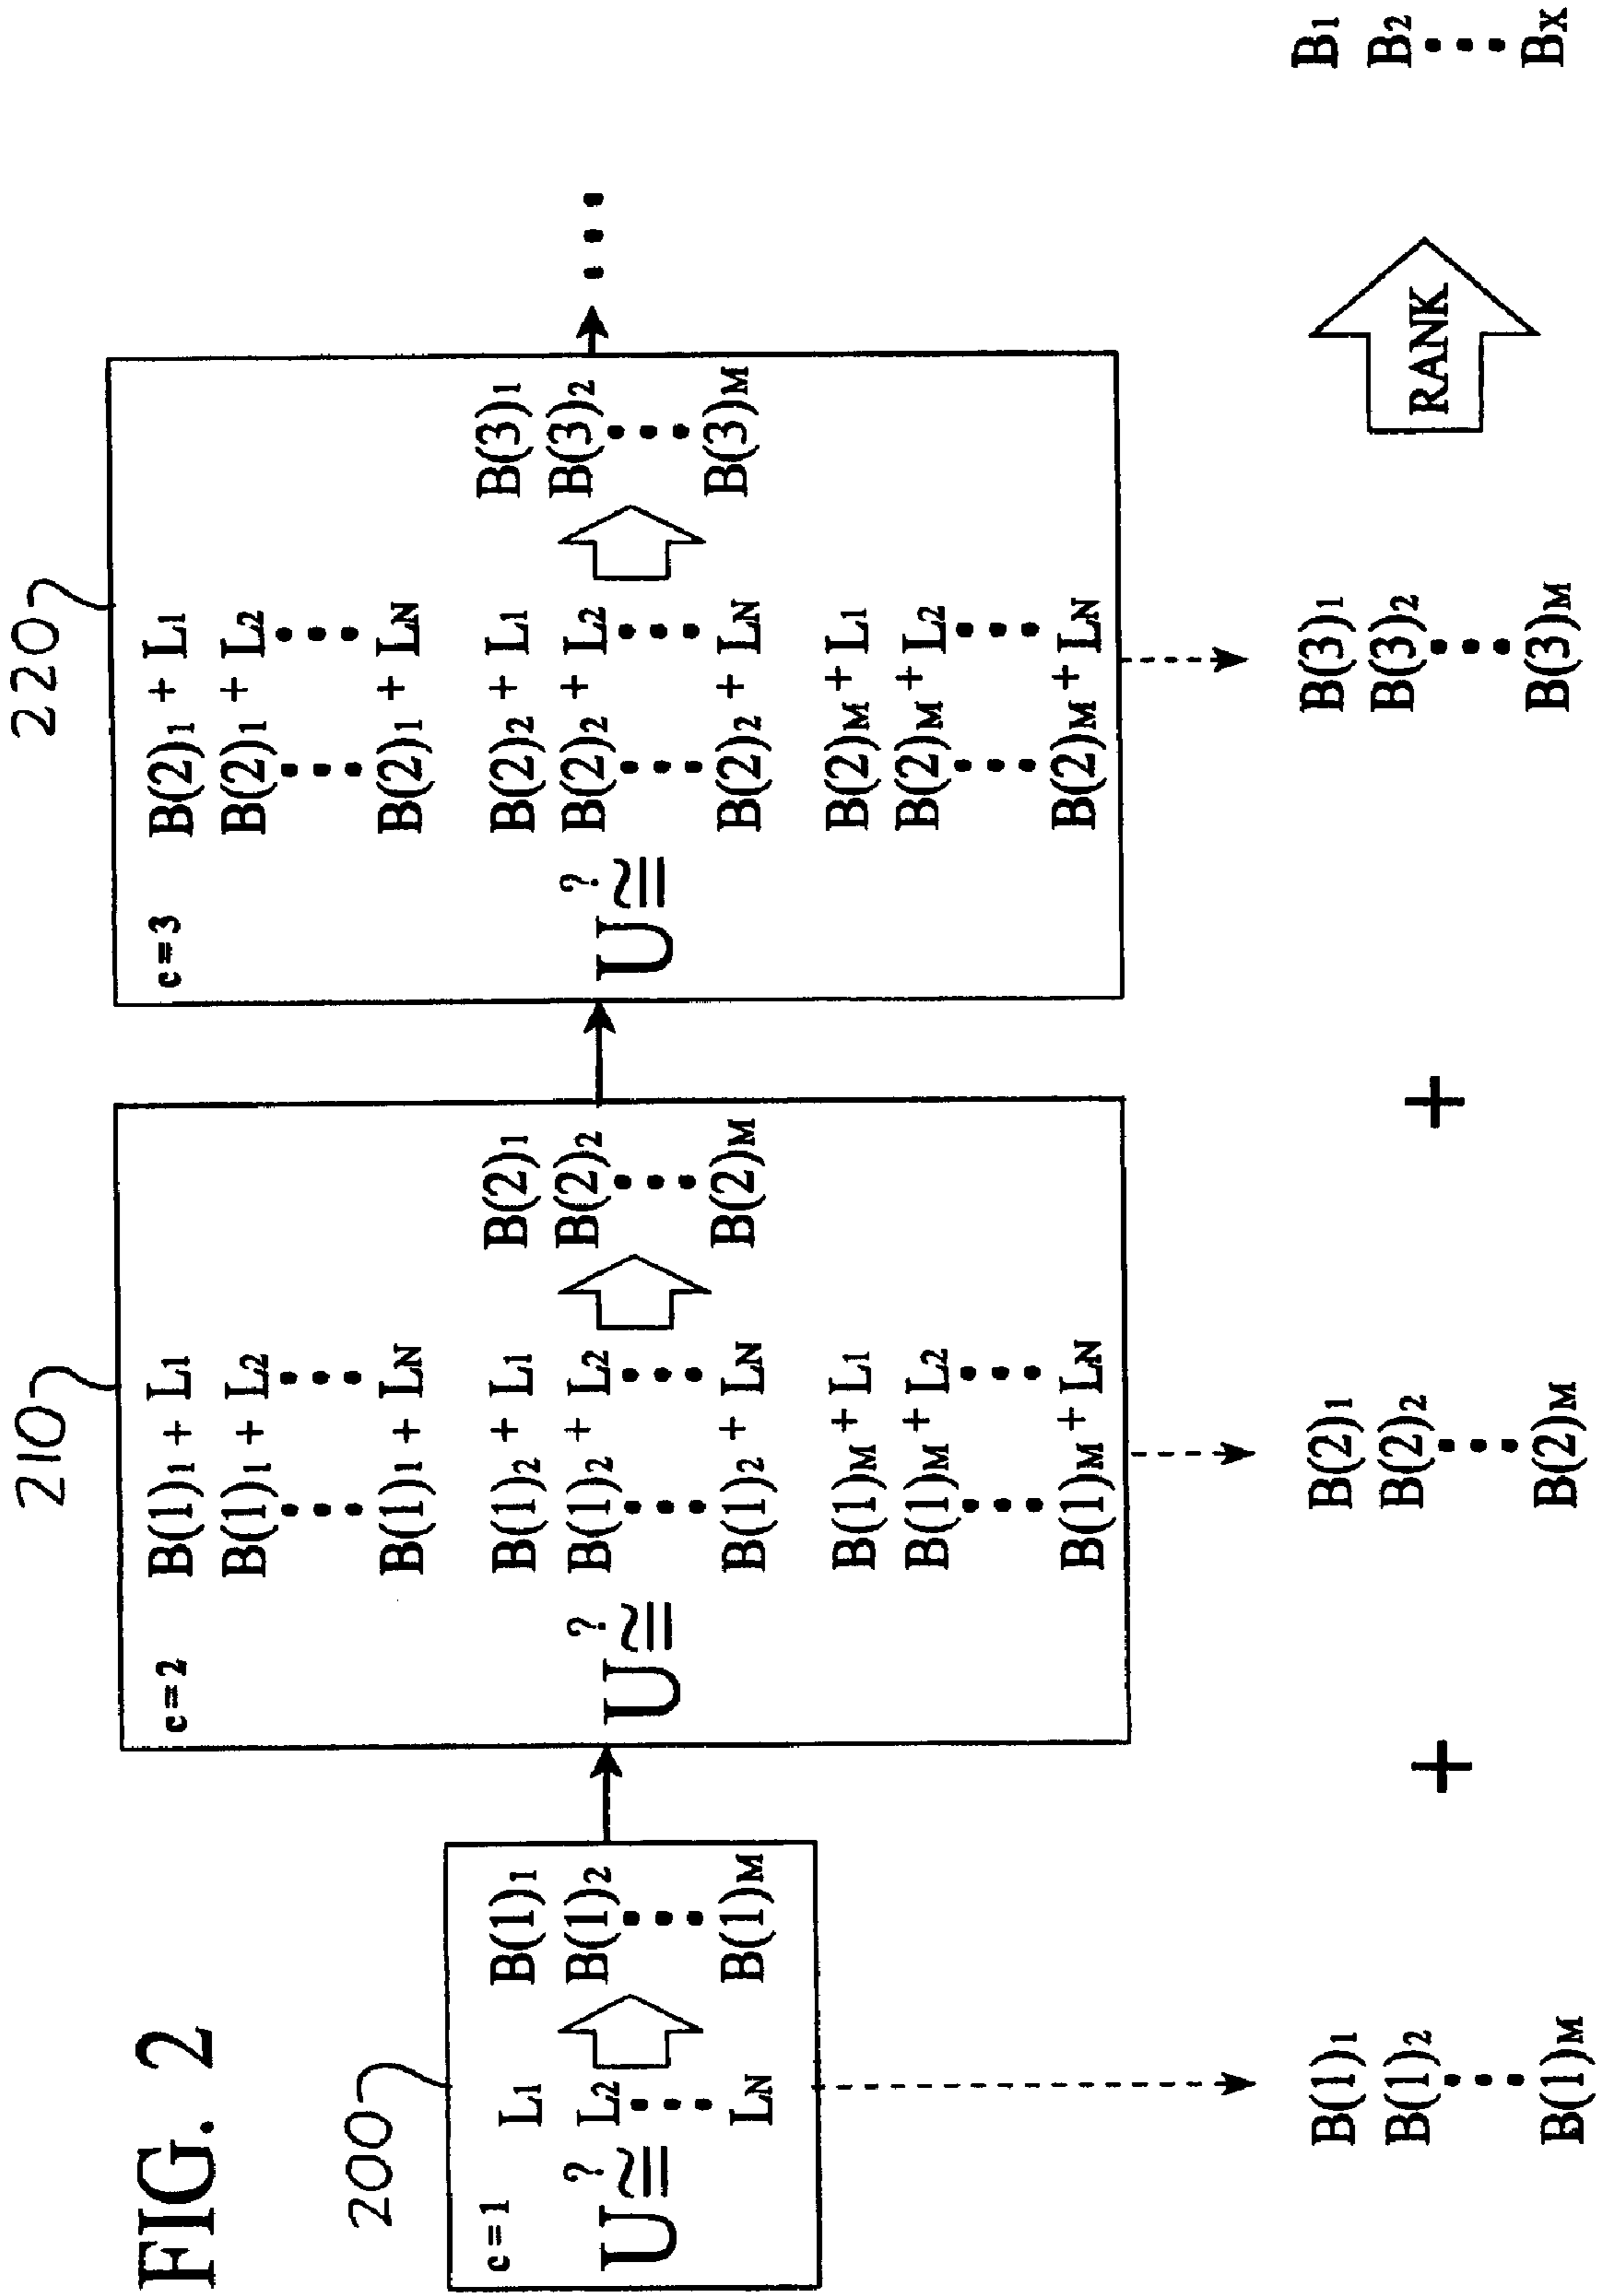 FIG. 2
200
c = 1
U ≅?
L1
L2
LN
B(1)1
B(1)2
B(1)M
210
c = 2
U ≅?
B(1)1 + L1
B(1)1 + L2
B(1)1 + LN
B(1)2 + L1
B(1)2 + L2
B(1)2 + LN
B(1)M + L1
B(1)M + L2
B(1)M + LN
B(2)1
B(2)2
B(2)M
220
c = 3
U ≅?
B(2)1 + L1
B(2)1 + L2
B(2)1 + LN
B(2)2 + L1
B(2)2 + L2
B(2)2 + LN
B(2)M + L1
B(2)M + L2
B(2)M + LN
B(3)1
B(3)2
B(3)M
B(1)1
B(1)2
B(1)M
+
B(2)1
B(2)2
B(2)M
+
B(3)1
B(3)2
B(3)M
RANK
B1
B2
BX